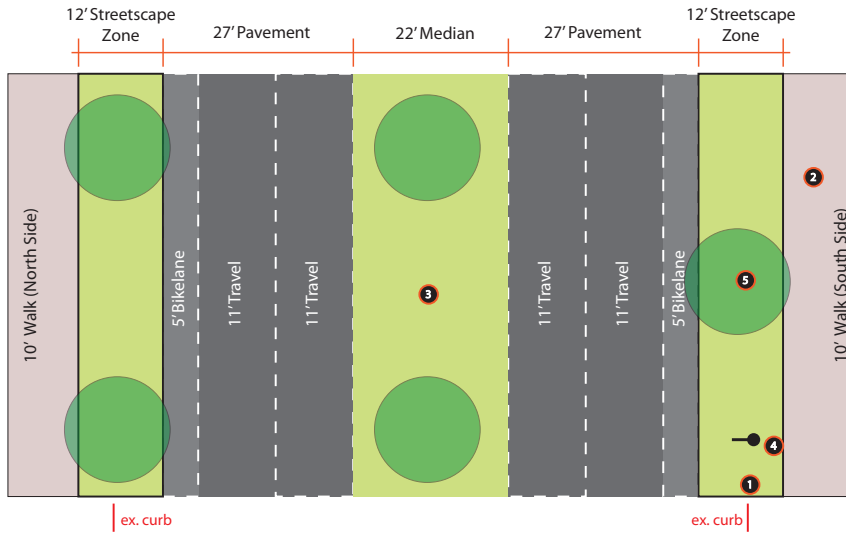 12’ Streetscape
Zone
27’ Pavement
22’ Median
27’ Pavement
12’ Streetscape
Zone
10’ Walk (North Side)
5’ Bikelane
11’ Travel
11’ Travel
3
11’ Travel
11’ Travel
5’ Bikelane
2
5
4
1
10’ Walk (South Side)
ex. curb
ex. curb